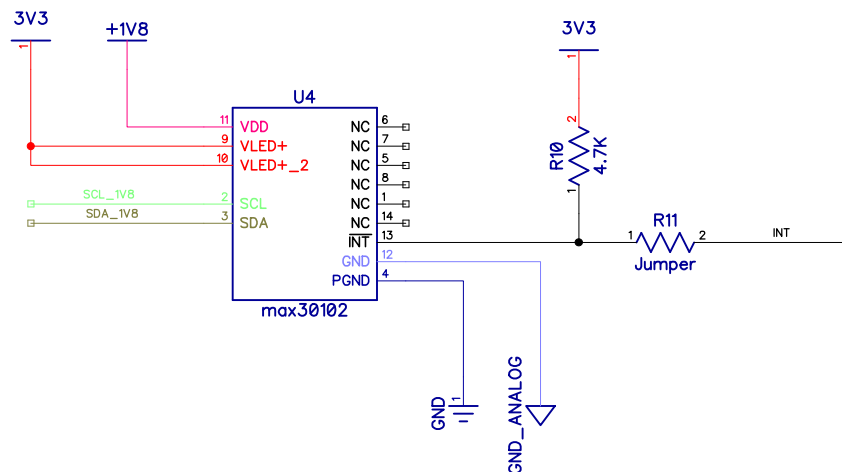 3V3
+1V8
3V3
1
1
U4
11 VDD
9 VLED+
10 VLED+_2
SCL_1V8
2 SCL
SDA_1V8
3 SDA
NC 6
NC 7
NC 5
NC 8
NC 1
NC 14
INT 13
GND 12
PGND 4
max30102
2
R10
4.7K
1
R11
1
2
Jumper
INT
GND
1
GND_ANALOG